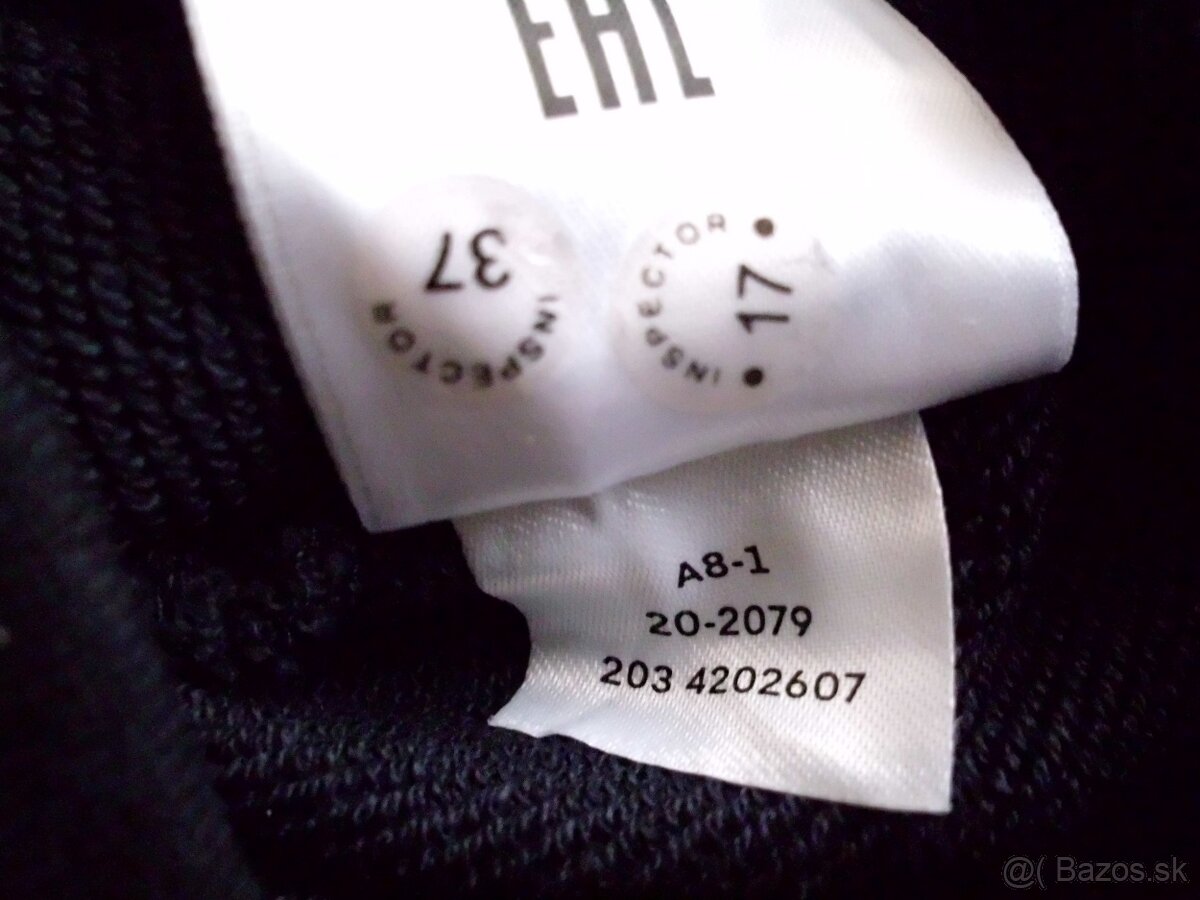 EAC
37
INSPECTOR
INSPECTOR
17
A8-1
20-2079
203 4202607
@( Bazos.sk